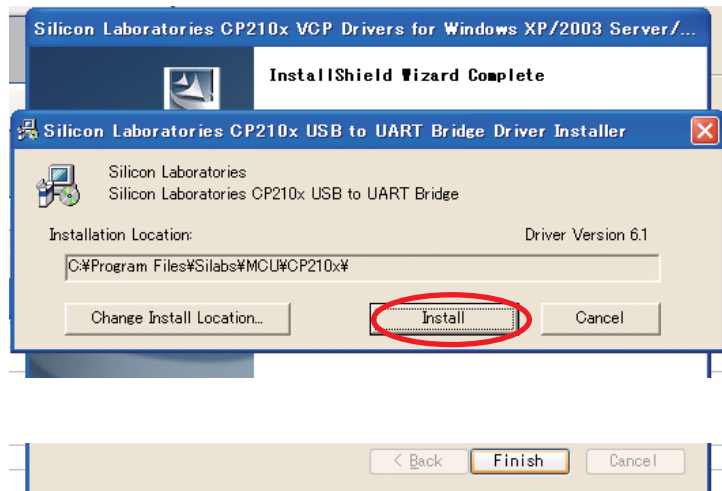 Silicon Laboratories CP210x VCP Drivers for Windows XP/2003 Server/...
InstallShield Wizard Complete
Silicon Laboratories CP210x USB to UART Bridge Driver Installer
Silicon Laboratories
Silicon Laboratories CP210x USB to UART Bridge
Installation Location:
Driver Version 6.1
C:¥Program Files¥Silabs¥MCU¥CP210x¥
Change Install Location...
Install
Cancel
< Back
Finish
Cancel